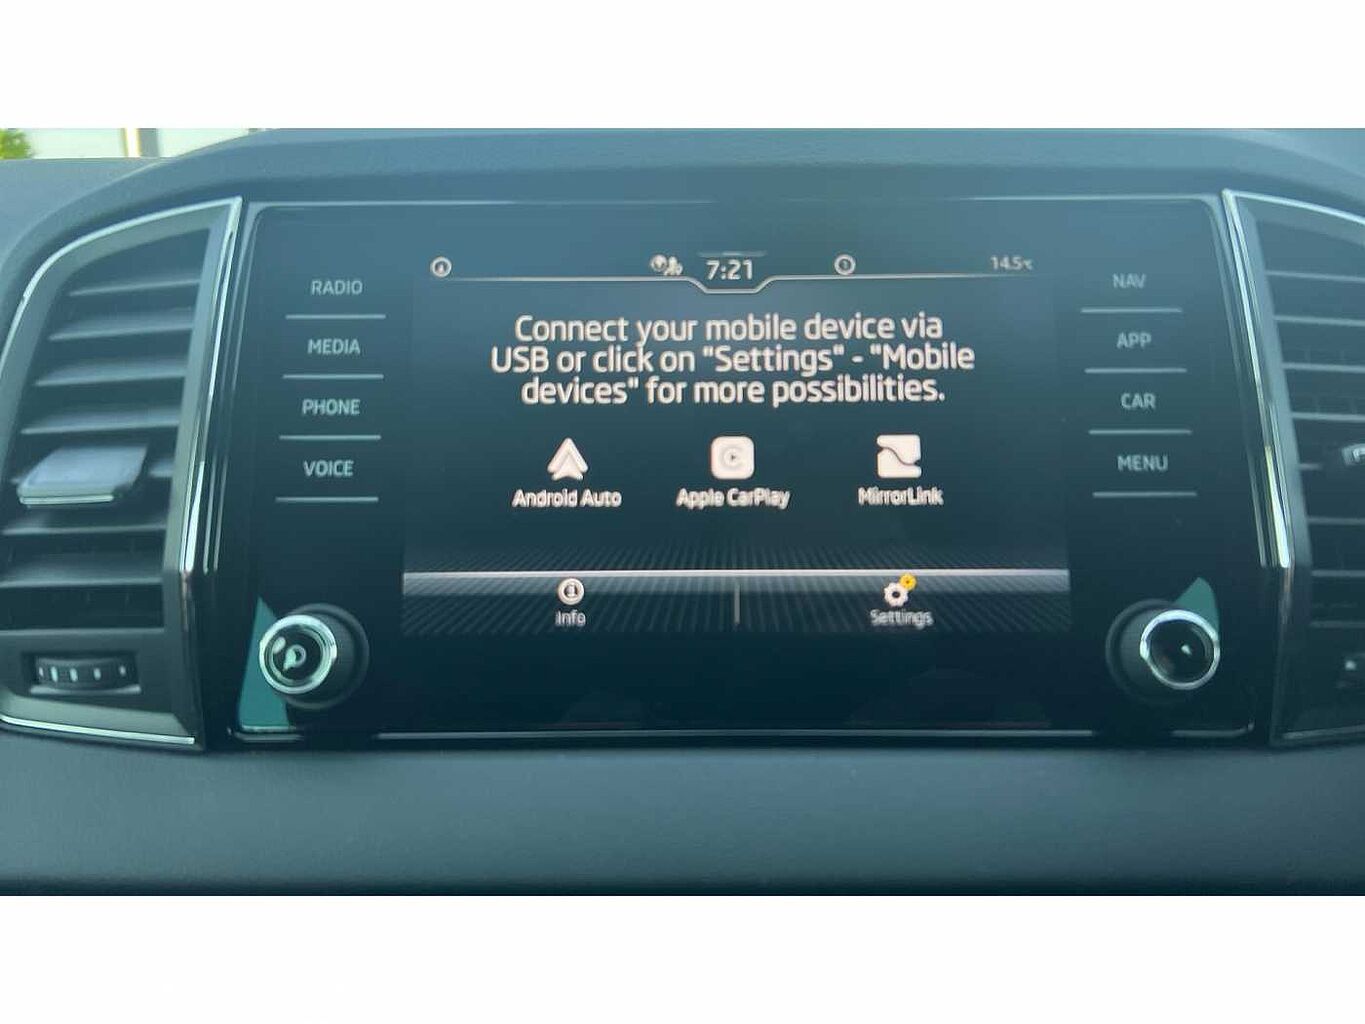 7:21
14.5°C
RADIO
MEDIA
PHONE
VOICE
Connect your mobile device via
USB or click on "Settings" - "Mobile
devices" for more possibilities.
Android Auto
Apple CarPlay
MirrorLink
Info
Settings
NAV
APP
CAR
MENU